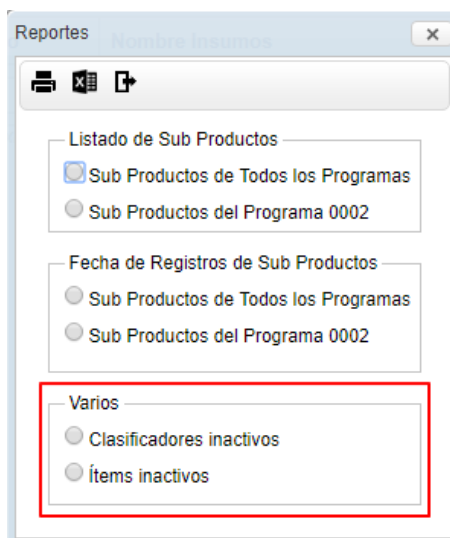 Reportes
Nombre Insumos
Listado de Sub Productos
Sub Productos de Todos los Programas
Sub Productos del Programa 0002
Fecha de Registros de Sub Productos
Sub Productos de Todos los Programas
Sub Productos del Programa 0002
Varios
Clasificadores inactivos
Ítems inactivos